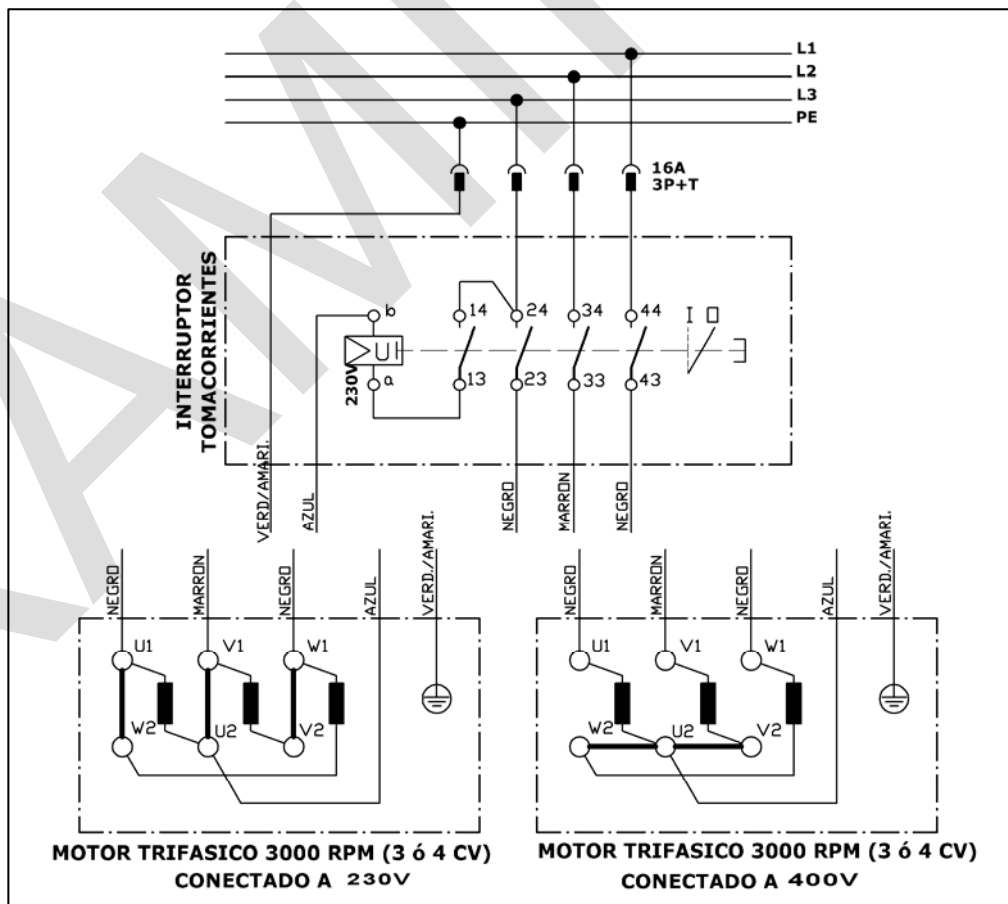 L1
L2
L3
PE
16A
3P+T
INTERRUPTOR
TOMACORRIENTES
b
14
24
34
44
I O
U<
230V
a
13
23
33
43
VERD/AMARI.
AZUL
NEGRO
MARRON
NEGRO
NEGRO
MARRON
NEGRO
AZUL
VERD./AMARI.
NEGRO
MARRON
NEGRO
AZUL
VERD./AMARI.
U1
V1
W1
W2
U2
V2
U1
V1
W1
W2
U2
V2
MOTOR TRIFASICO 3000 RPM (3 ó 4 CV)
CONECTADO A 230V
MOTOR TRIFASICO 3000 RPM (3 ó 4 CV)
CONECTADO A 400V